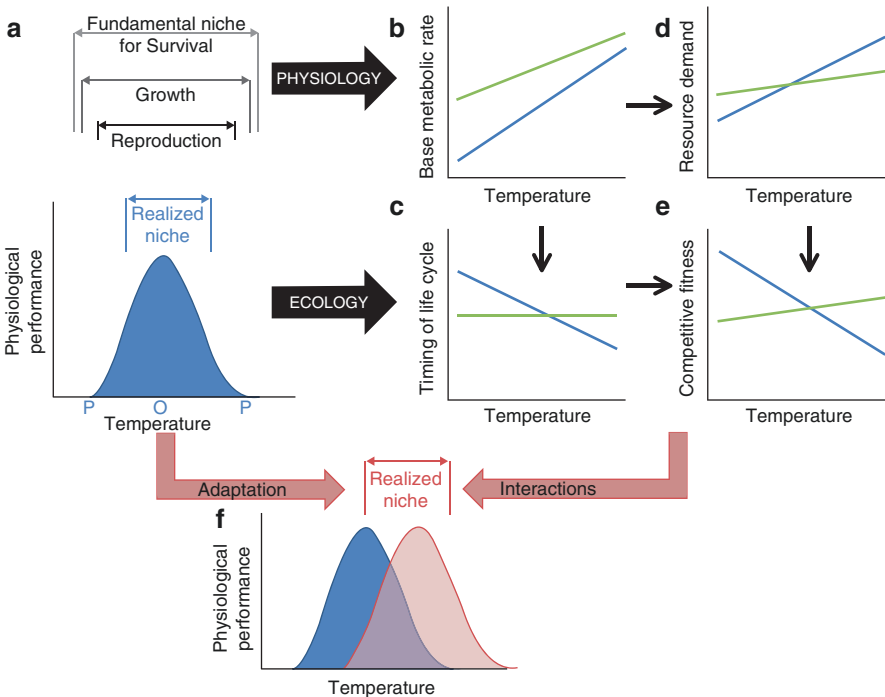 a
Fundamental niche
for Survival
Growth
Reproduction
PHYSIOLOGY
b
Base metabolic rate
Temperature
d
Resource demand
Temperature
Realized
niche
Physiological
performance
P O P
Temperature
ECOLOGY
c
Timing of life cycle
Temperature
e
Competitive fitness
Temperature
Adaptation
Realized
niche
Interactions
f
Physiological
performance
Temperature